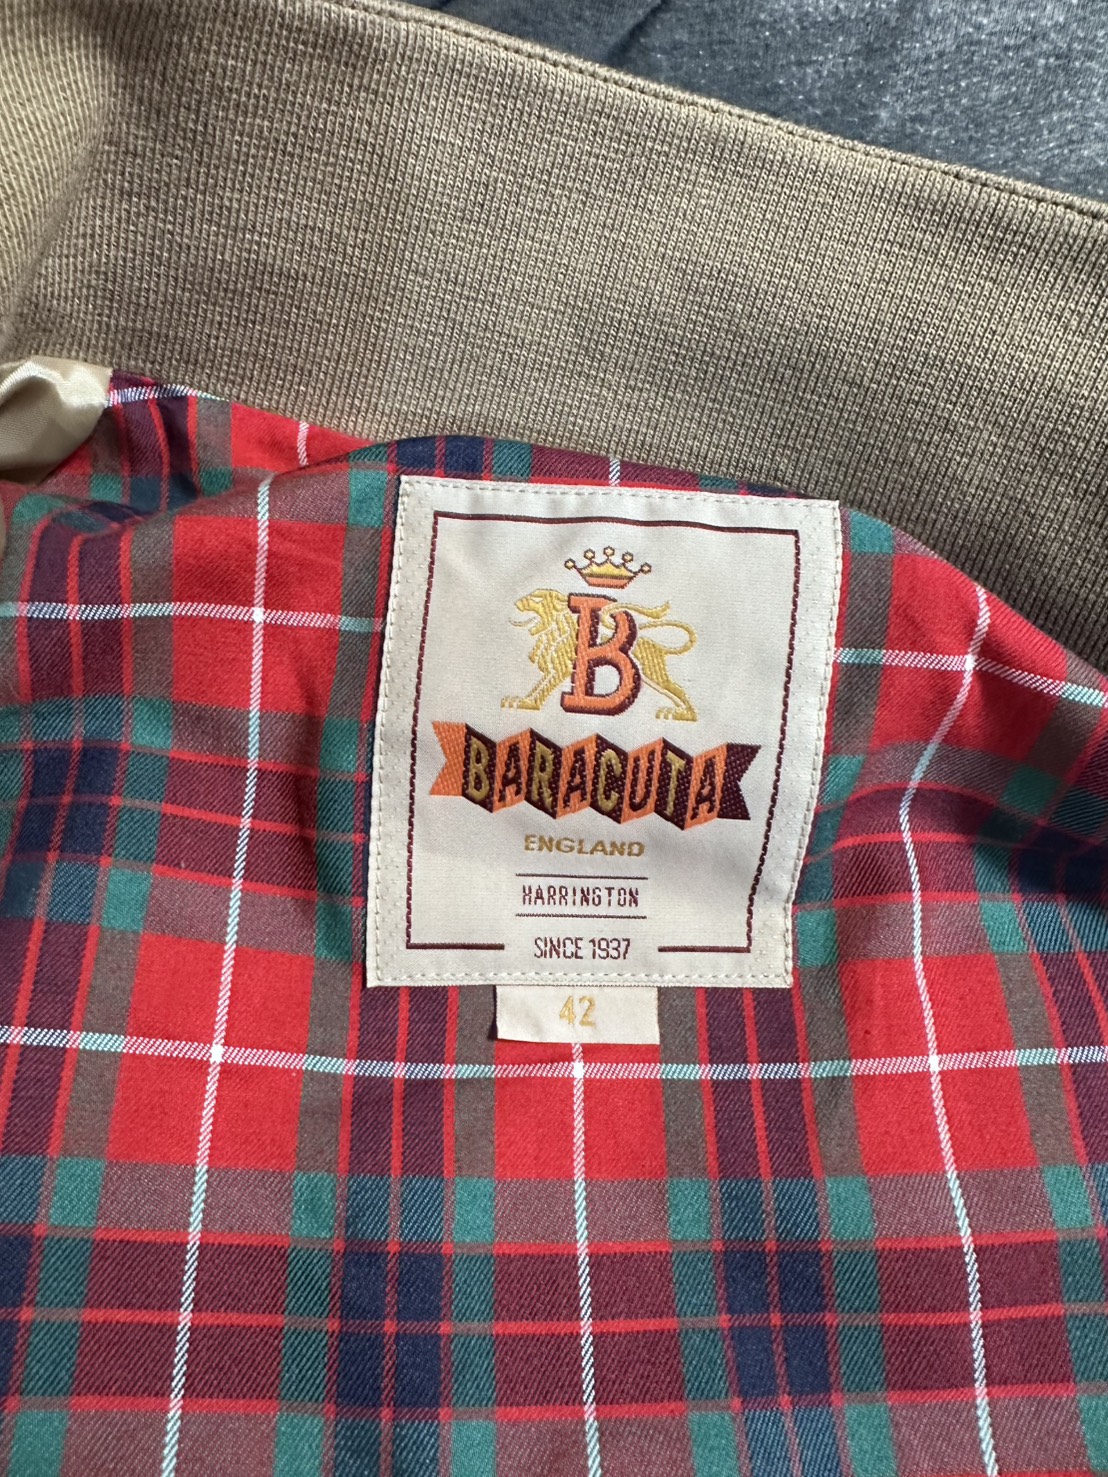 B
BARACUTA
ENGLAND
HARRINGTON
SINCE 1937
42